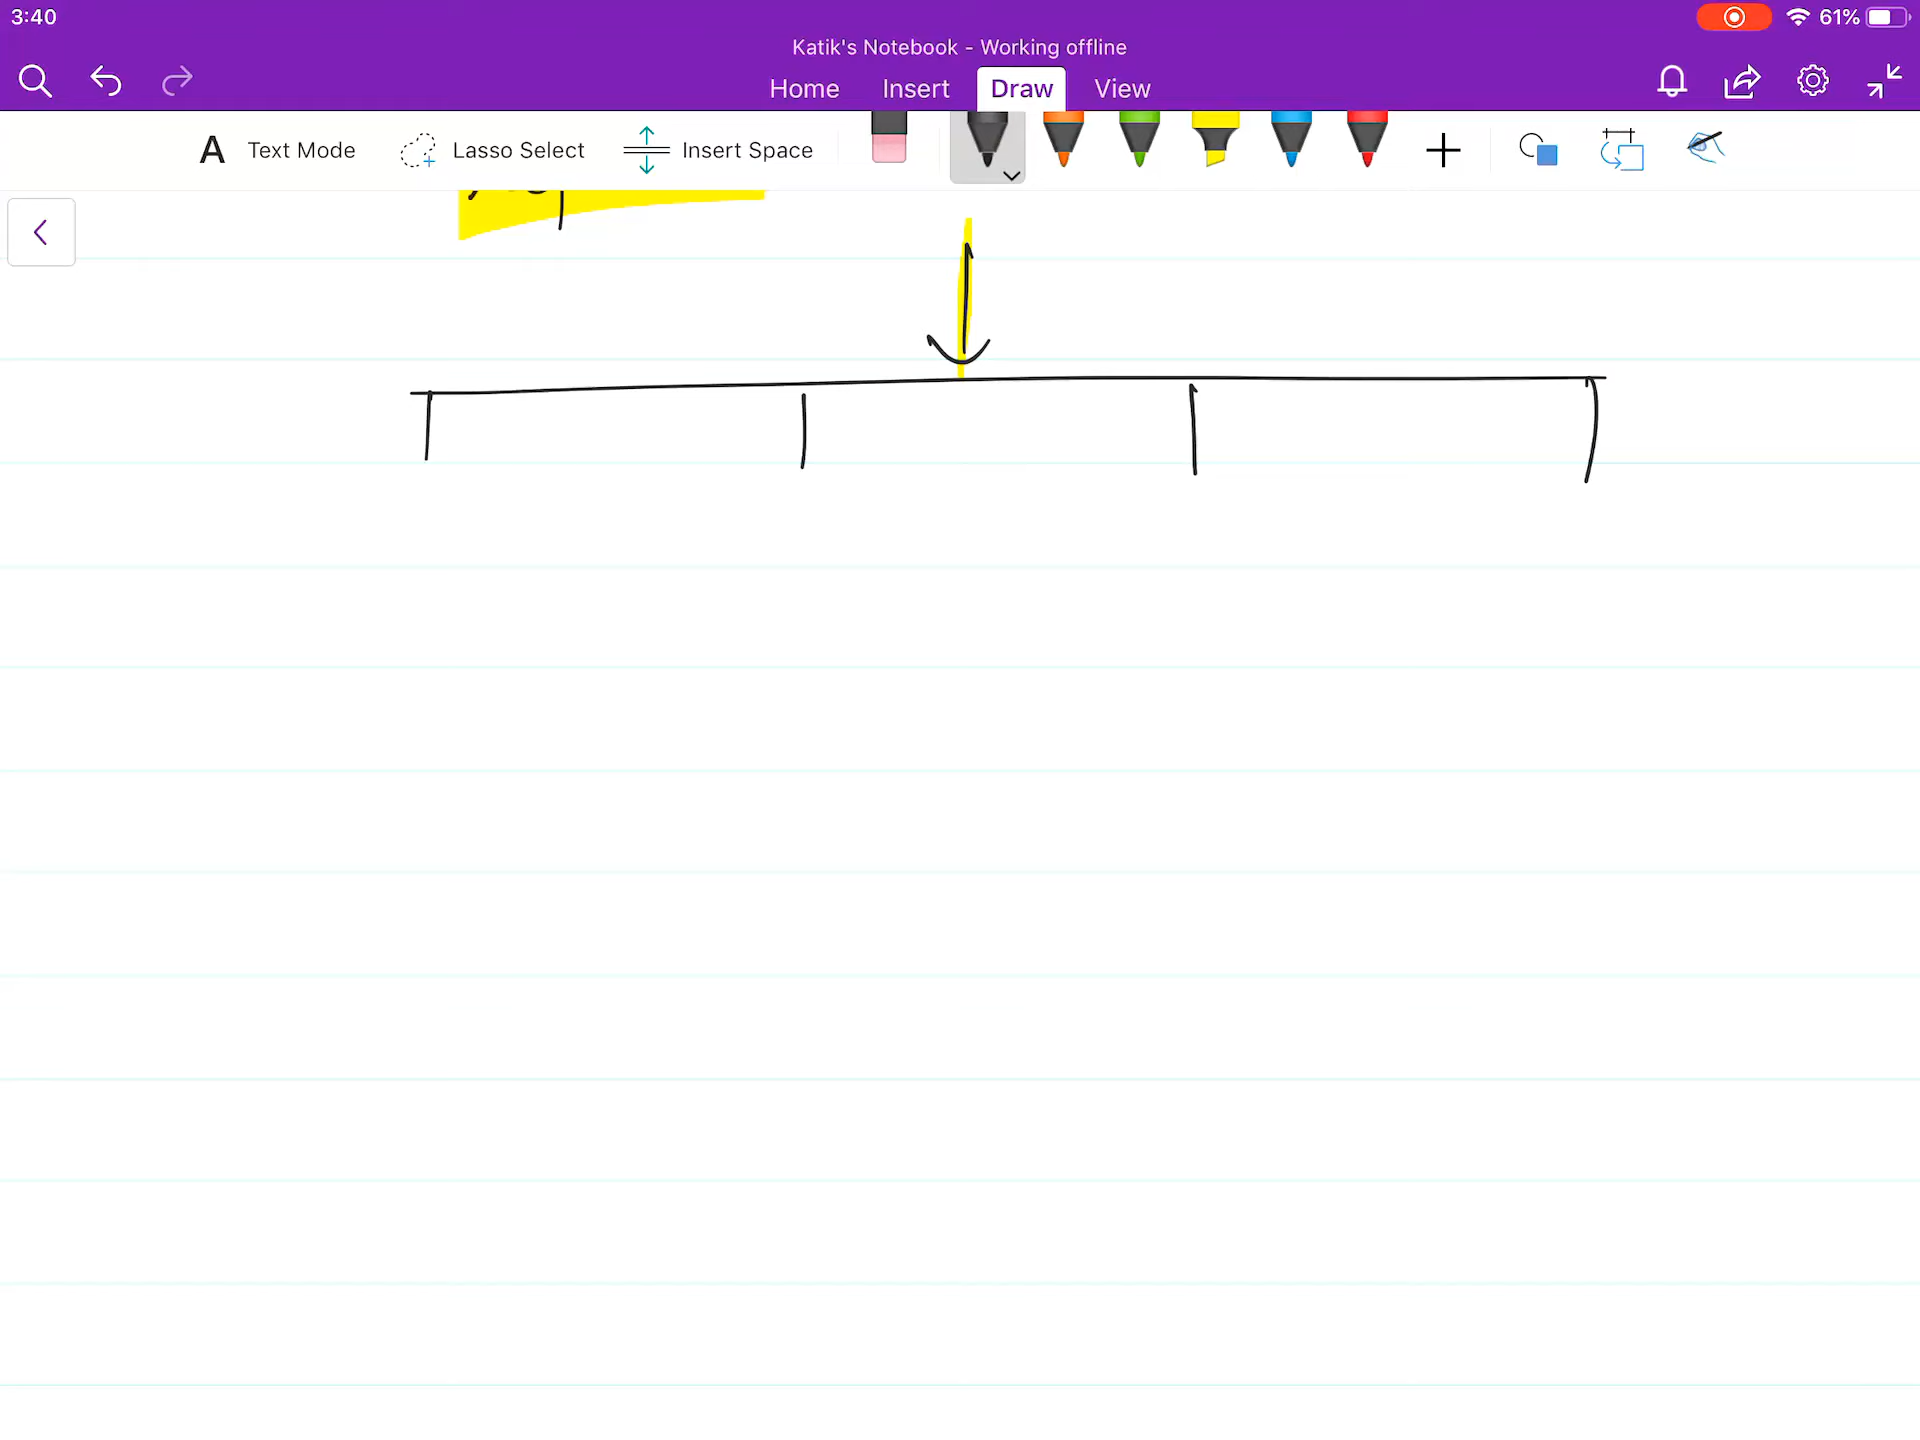 3:40
61%
Katik's Notebook - Working offline
Home Insert Draw View
A Text Mode Lasso Select Insert Space